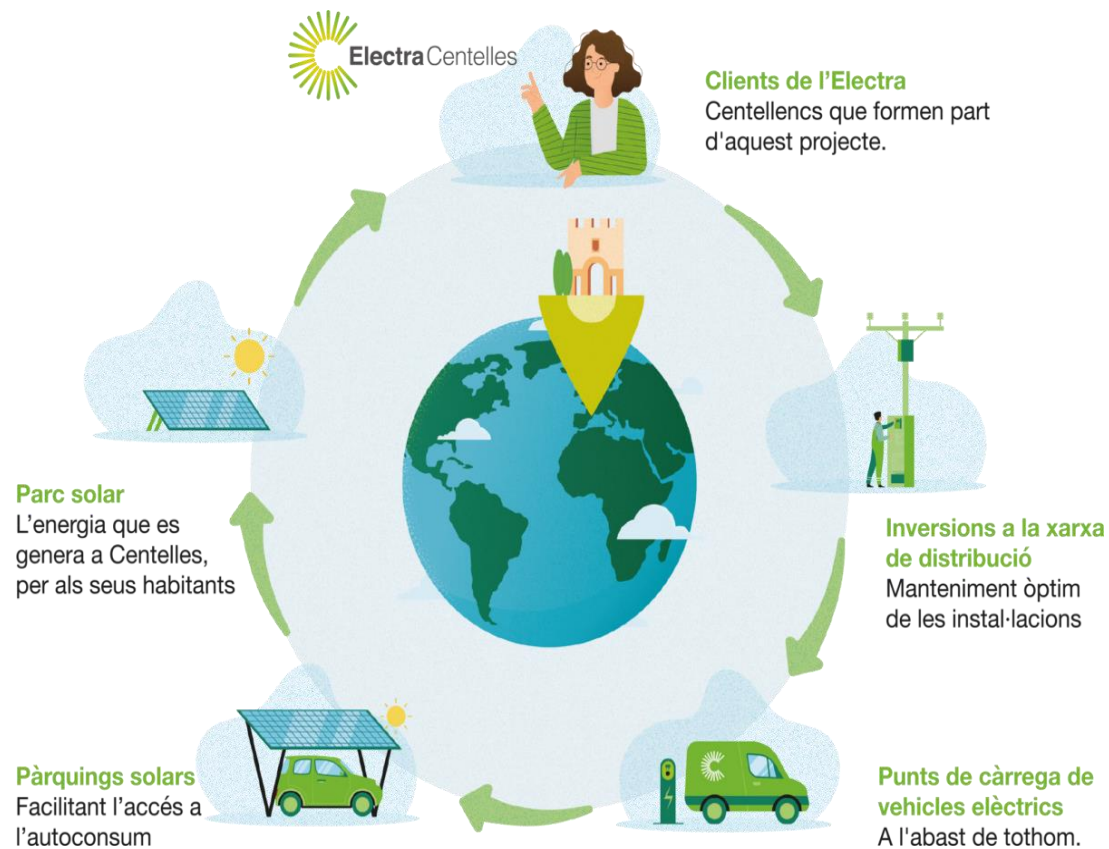 Electra Centelles
Clients de l'Electra
Centellencs que formen part
d'aquest projecte.
Inversions a la xarxa
de distribució
Manteniment òptim
de les instal·lacions
Punts de càrrega de
vehicles elèctrics
A l'abast de tothom.
Pàrquings solars
Facilitant l'accés a
l'autoconsum
Parc solar
L'energia que es
genera a Centelles,
per als seus habitants